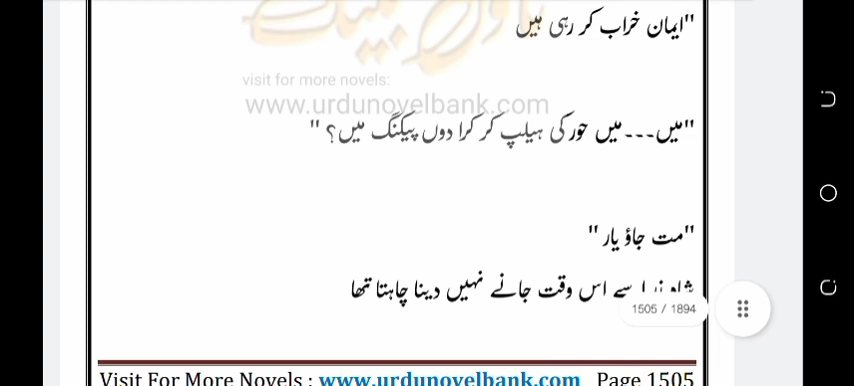 "ایمان خراب کر رہی ہیں
visit for more novels:
www.urdunovelbank.com
"میں۔۔۔میں حور کی ہیلپ کر کرا دوں پیکنگ میں؟"
"مت جاؤ یار"
اسے اس وقت جانے نہیں دینا چاہتا تھا
1505 / 1894
Visit For More Novels : www.urdunovelbank.com Page 1505